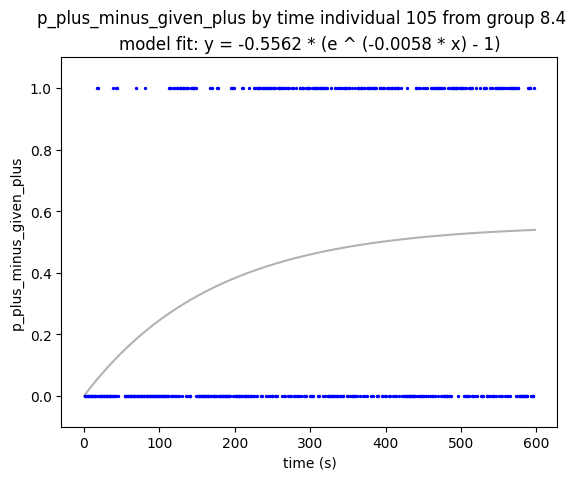 p_plus_minus_given_plus by time individual 105 from group 8.4
model fit: y = -0.5562 * (e ^ (-0.0058 * x) - 1)
1.0
0.8
0.6
0.4
0.2
0.0
p_plus_minus_given_plus
0 100 200 300 400 500 600
time (s)